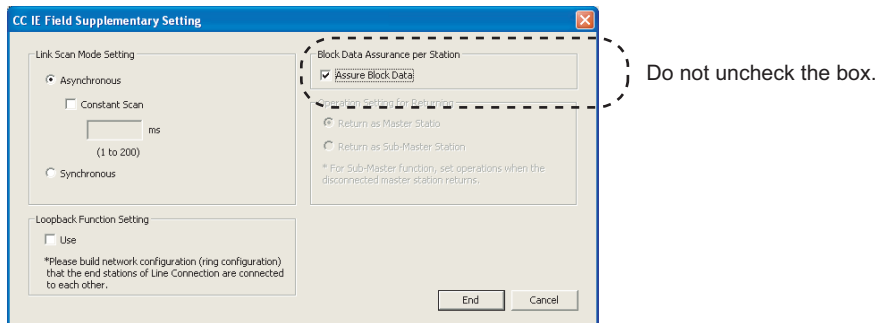 CC IE Field Supplementary Setting
Link Scan Mode Setting
Asynchronous
Constant Scan
ms
(1 to 200)
Synchronous
Block Data Assurance per Station
Assure Block Data
Operation Setting for Returning
Return as Master Statio
Return as Sub-Master Station
* For Sub-Master function, set operations when the
disconnected master station returns.
Loopback Function Setting
Use
*Please build network configuration (ring configuration)
that the end stations of Line Connection are connected
to each other.
End
Cancel
Do not uncheck the box.